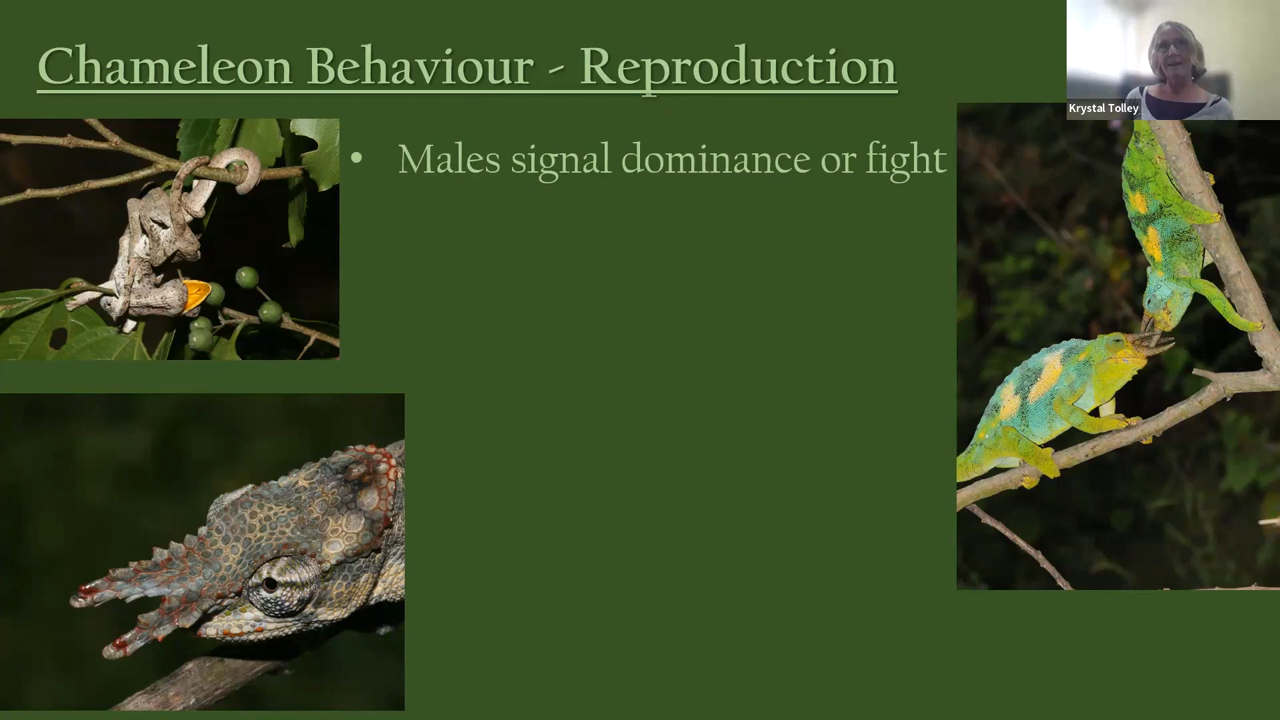 Chameleon Behaviour - Reproduction
Krystal Tolley
• Males signal dominance or fight